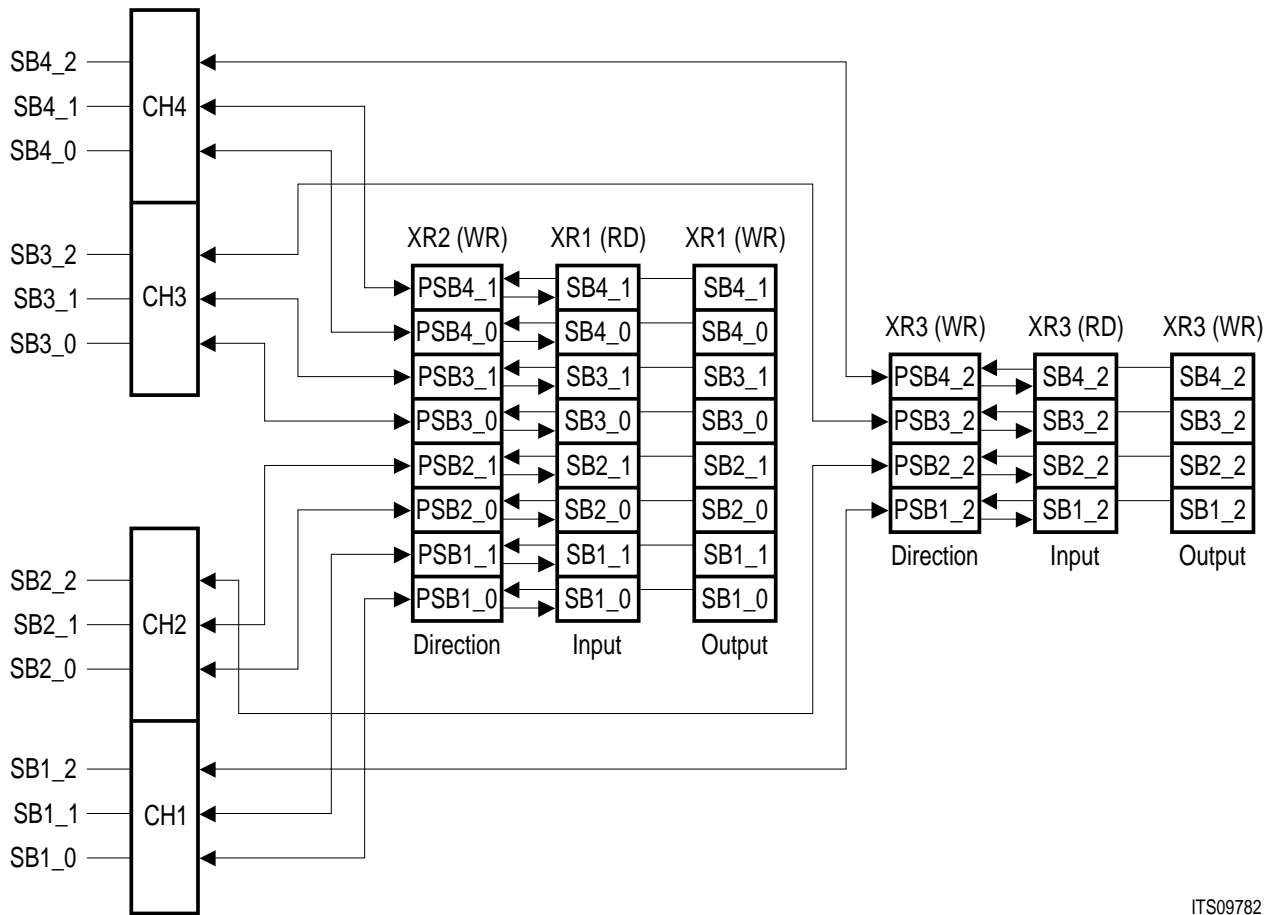 SB4_2
SB4_1
CH4
SB4_0
SB3_2
SB3_1
CH3
SB3_0
XR2 (WR)
XR1 (RD)
XR1 (WR)
PSB4_1
SB4_1
SB4_1
PSB4_0
SB4_0
SB4_0
PSB3_1
SB3_1
SB3_1
PSB3_0
SB3_0
SB3_0
PSB2_1
SB2_1
SB2_1
PSB2_0
SB2_0
SB2_0
PSB1_1
SB1_1
SB1_1
PSB1_0
SB1_0
SB1_0
Direction
Input
Output
XR3 (WR)
XR3 (RD)
XR3 (WR)
PSB4_2
SB4_2
SB4_2
PSB3_2
SB3_2
SB3_2
PSB2_2
SB2_2
SB2_2
PSB1_2
SB1_2
SB1_2
Direction
Input
Output
SB2_2
SB2_1
CH2
SB2_0
SB1_2
SB1_1
CH1
SB1_0
ITS09782